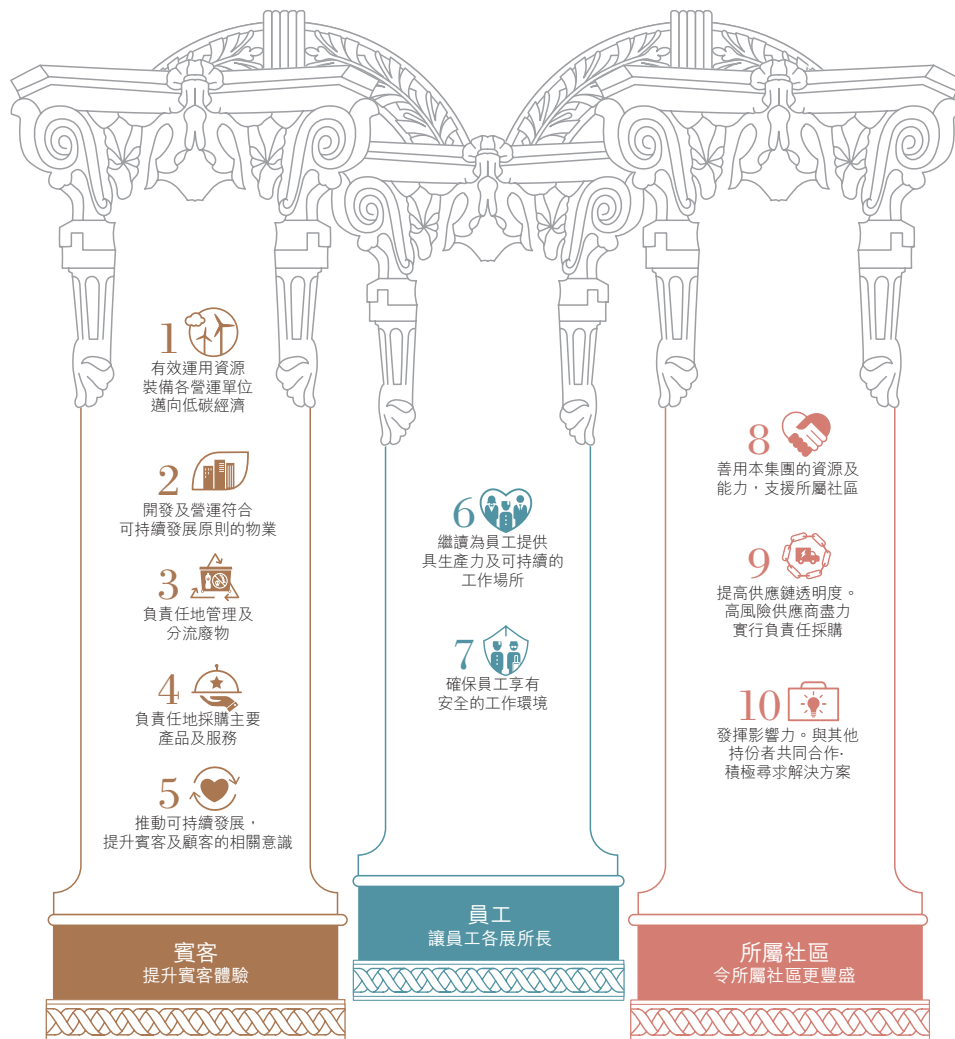 1
有效運用資源
裝備各營運單位
邁向低碳經濟
2
開發及營運符合
可持續發展原則的物業
3
負責任地管理及
分流廢物
4
負責任地採購主要
產品及服務
5
推動可持續發展，
提升賓客及顧客的相關意識
賓客
提升賓客體驗
6
繼讀為員工提供
具生產力及可持續的
工作場所
7
確保員工享有
安全的工作環境
員工
讓員工各展所長
8
善用本集團的資源及
能力，支援所屬社區
9
提高供應鏈透明度。
高風險供應商盡力
實行負責任採購
10
發揮影響力。與其他
持份者共同合作·
積極尋求解決方案
所屬社區
令所屬社區更豐盛